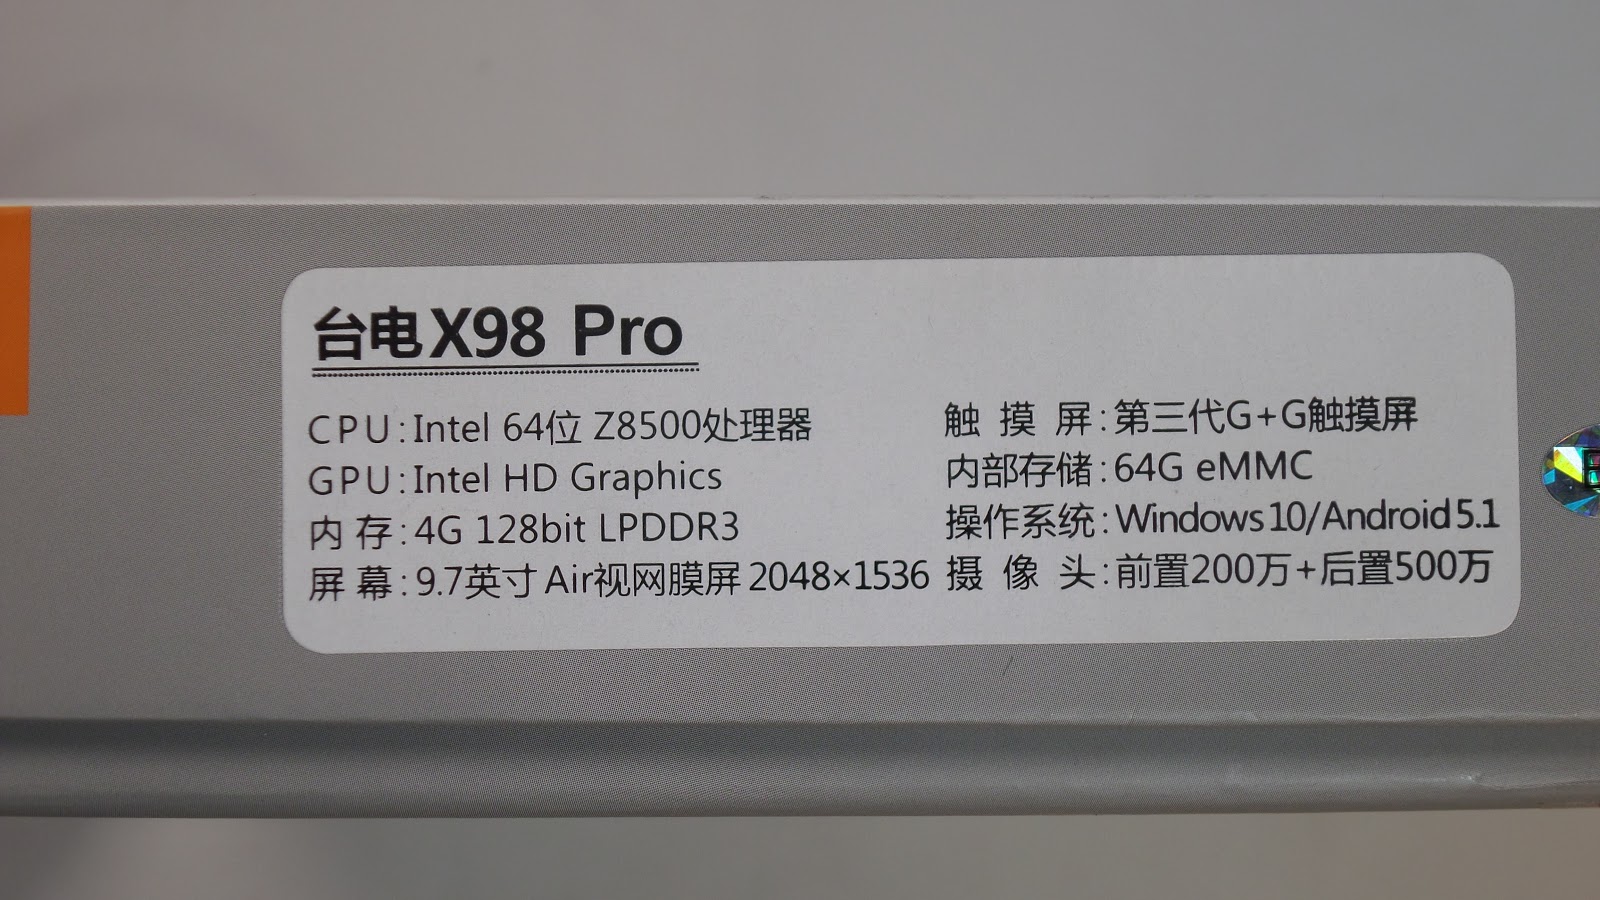 台电X98 Pro
CPU:Intel 64位 Z8500处理器
GPU:Intel HD Graphics
内 存:4G 128bit LPDDR3
屏 幕:9.7英寸 Air视网膜屏 2048×1536
触 摸 屏:第三代G+G触摸屏
内部存储:64G eMMC
操作系统:Windows 10/Android 5.1
摄 像 头:前置200万+后置500万